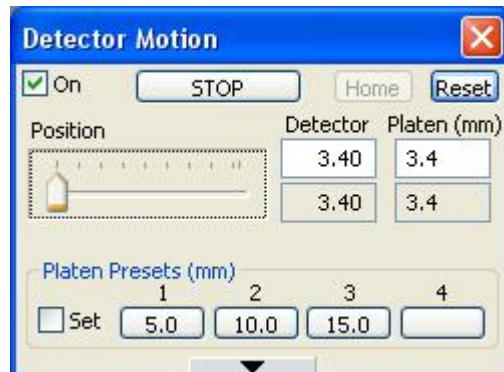 Detector Motion
On STOP Home Reset
Position Detector Platen (mm)
3.40 3.4
3.40 3.4
Platen Presets (mm)
1 2 3 4
Set 5.0 10.0 15.0